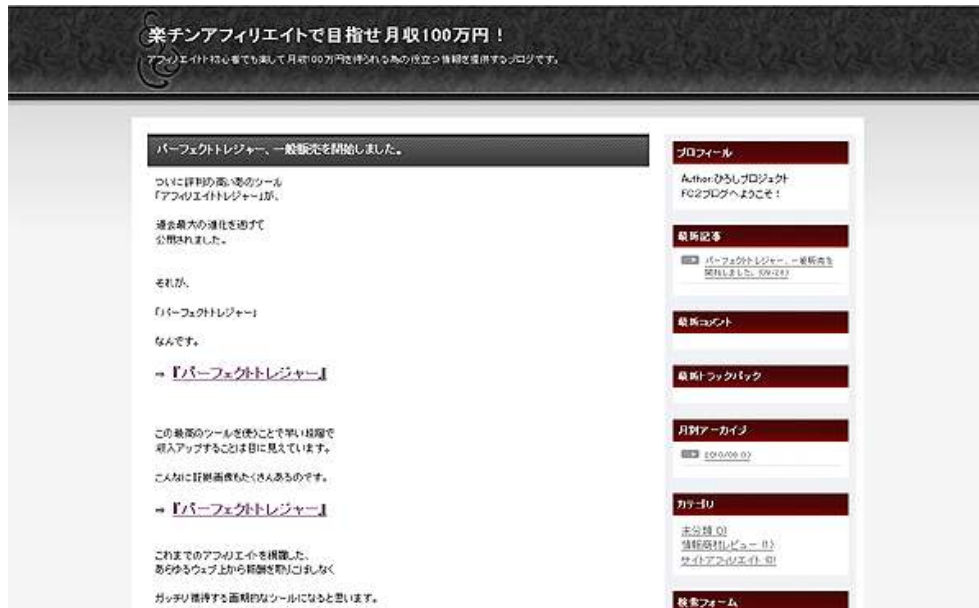 楽チンアフィリエイトで目指せ月収100万円！
アフィリエイト初心者でも楽して月収100万円を得られる為の役立つ情報を提供するブログです。
パーフェクトトレジャー、一般販売を開始しました。
ついに評判の高いあのツール
「アフィリエイトトレジャー」が、
過去最大の進化を遂げて
公開されました。
それが、
「パーフェクトトレジャー」
なんです。
⇒ 『パーフェクトトレジャー』
この最高のツールを使うことで早い段階で
収入アップすることは目に見えています。
こんなに証拠画像もたくさんあるのです。
⇒ 『パーフェクトトレジャー』
これまでのアフィリエイトを網羅した、
あらゆるウェブ上から報酬を取りこぼしなく
ガッチリ獲得する画期的なツールになると思います。
プロフィール
Author:ひろしプロジェクト
FC2ブログへようこそ！
最新記事
パーフェクトトレジャー、一般販売を
開始しました。
最新コメント
最新トラックバック
月別アーカイブ
カテゴリ
未分類 (0)
情報商材レビュー (1)
サイトアフィリエイト (0)
検索フォーム